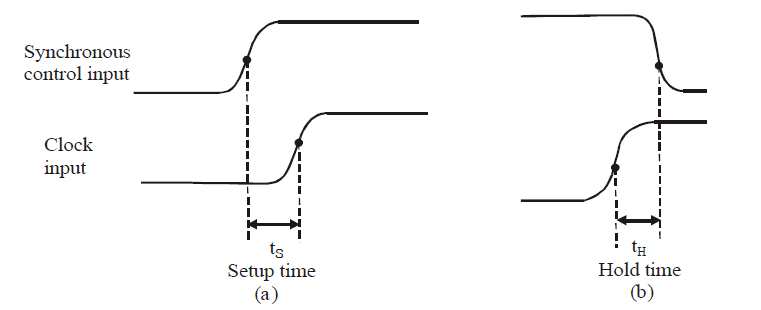 Synchronous
control input
Clock
input
tS
Setup time
(a)
tH
Hold time
(b)